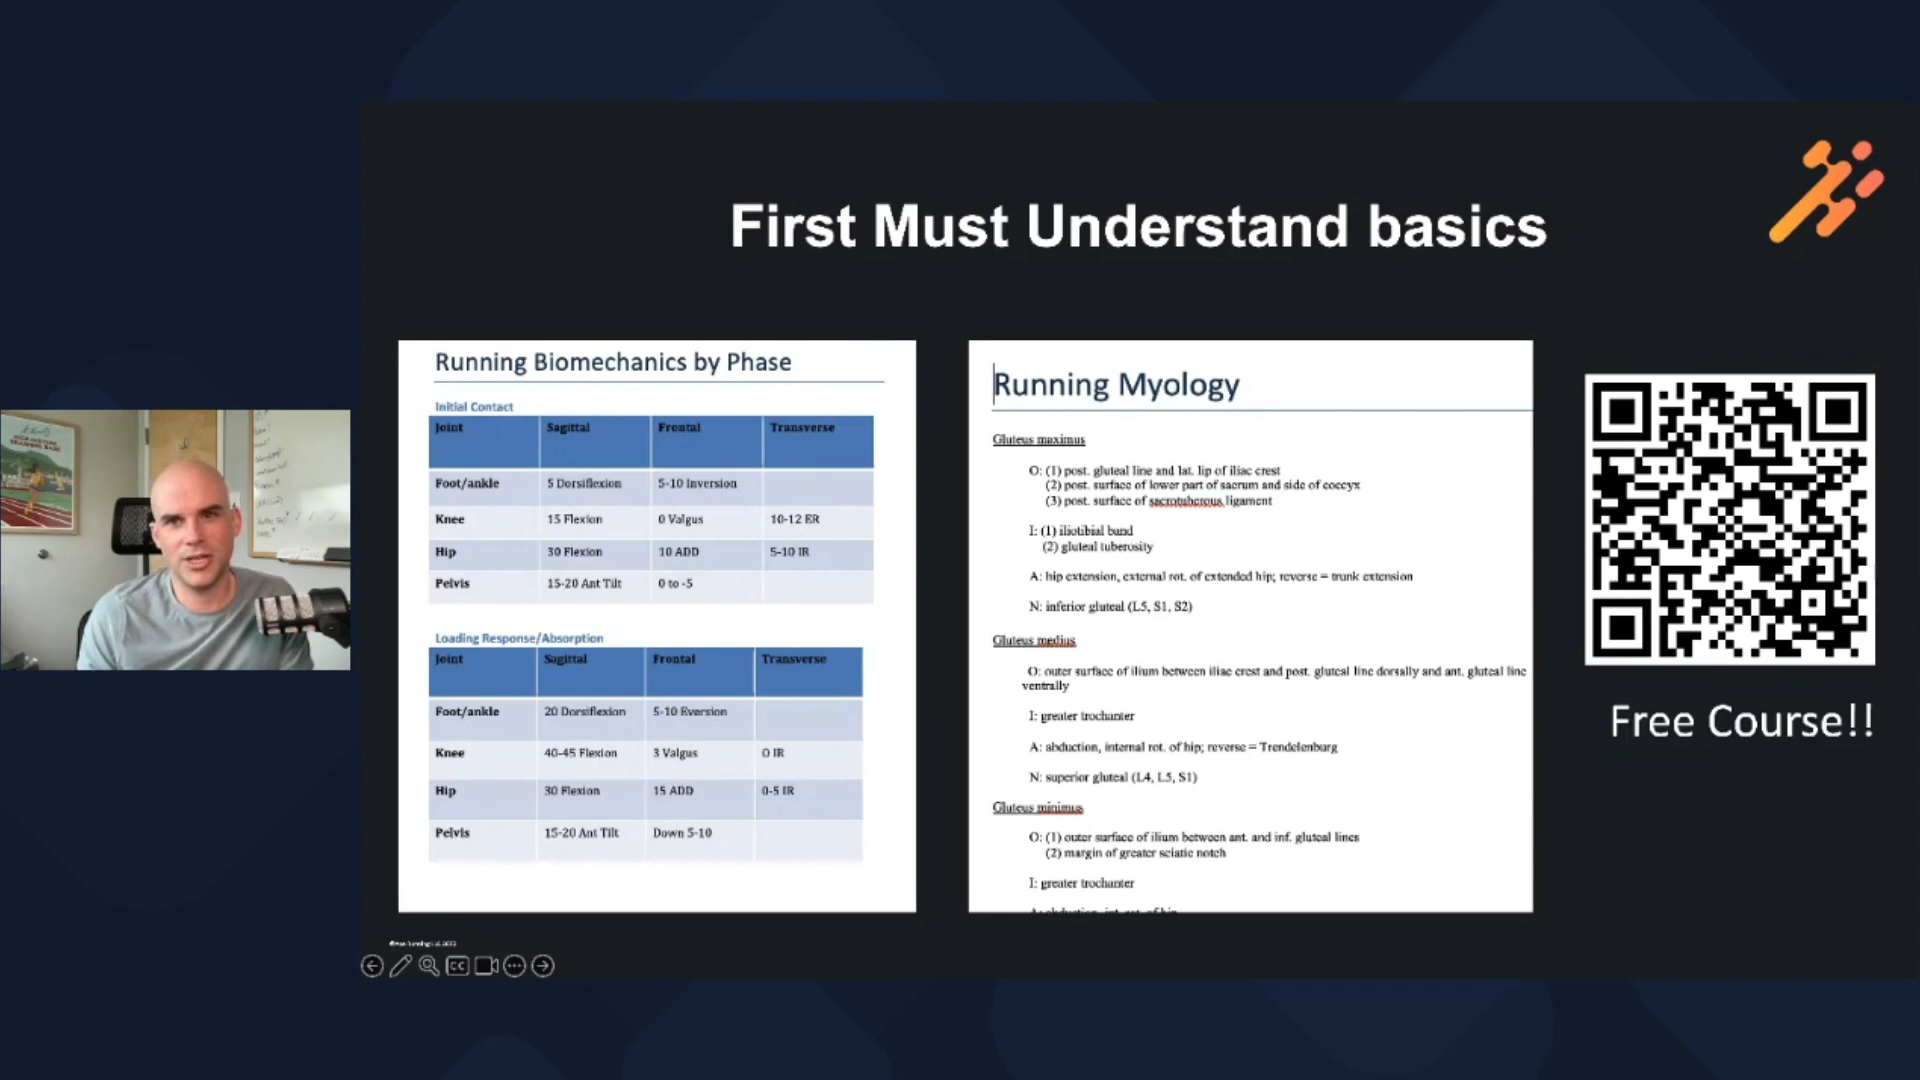 First Must Understand basics
Running Biomechanics by Phase
Initial Contact
Joint Sagittal Frontal Transverse
Foot/ankle 5 Dorsiflexion 5-10 Inversion
Knee 15 Flexion 0 Valgus 10-12 ER
Hip 30 Flexion 10 ADD 5-10 IR
Pelvis 15-20 Ant Tilt 0 to -5
Loading Response/Absorption
Joint Sagittal Frontal Transverse
Foot/ankle 20 Dorsiflexion 5-10 Eversion
Knee 40-45 Flexion 3 Valgus O IR
Hip 30 Flexion 15 ADD 0-5 IR
Pelvis 15-20 Ant Tilt Down 5-10
Running Myology
Gluteus maximus
O: (1) post. gluteal line and lat. lip of iliac crest
(2) post. surface of lower part of sacrum and side of coccyx
(3) post. surface of sacrotuberous ligament
I: (1) iliotibial band
(2) gluteal tuberosity
A: hip extension, external rot. of extended hip; reverse = trunk extension
N: inferior gluteal (L5, S1, S2)
Gluteus medius
O: outer surface of ilium between iliac crest and post. gluteal line dorsally and ant. gluteal line
ventrally
I: greater trochanter
A: abduction, internal rot. of hip; reverse = Trendelenburg
N: superior gluteal (L4, L5, S1)
Gluteus minimus
O: (1) outer surface of ilium between ant. and inf. gluteal lines
(2) margin of greater sciatic notch
I: greater trochanter
Free Course!!
CC